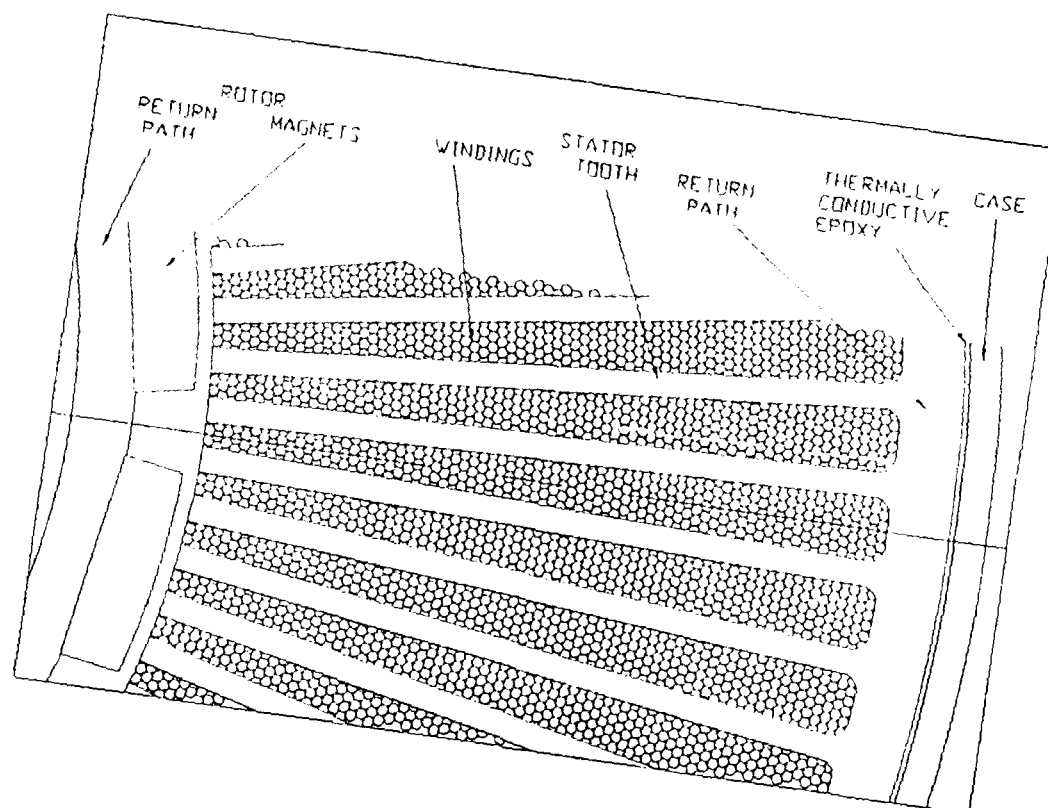 RETURN
PATH
ROTOR
MAGNETS
WINDINGS
STATOR
TOOTH
RETURN
PATH
THERMALLY
CONDUCTIVE
EPOXY
CASE